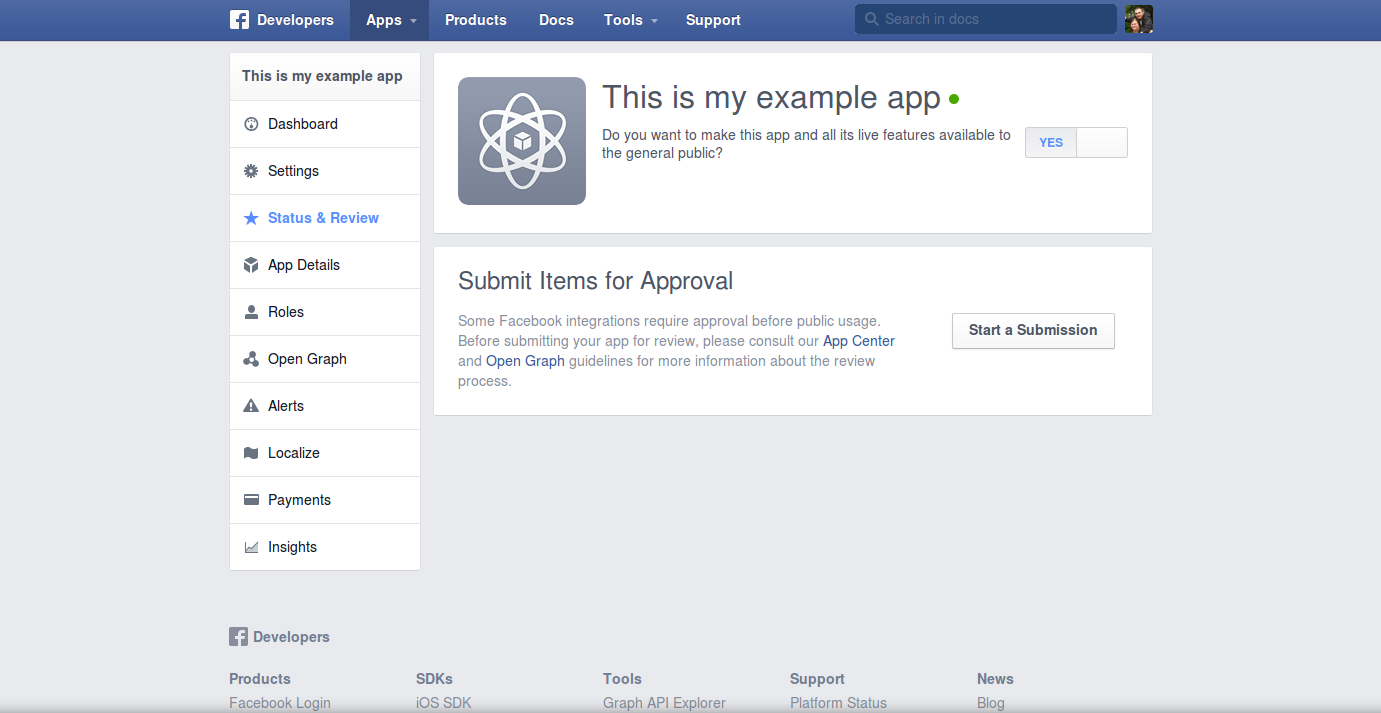 Developers Apps Products Docs Tools Support Search in docs
This is my example app
Dashboard
Settings
Status & Review
App Details
Roles
Open Graph
Alerts
Localize
Payments
Insights
This is my example app
Do you want to make this app and all its live features available to
the general public?
YES
Submit Items for Approval
Some Facebook integrations require approval before public usage.
Before submitting your app for review, please consult our App Center
and Open Graph guidelines for more information about the review
process.
Start a Submission
Developers
Products SDKs Tools Support News
Facebook Login iOS SDK Graph API Explorer Platform Status Blog